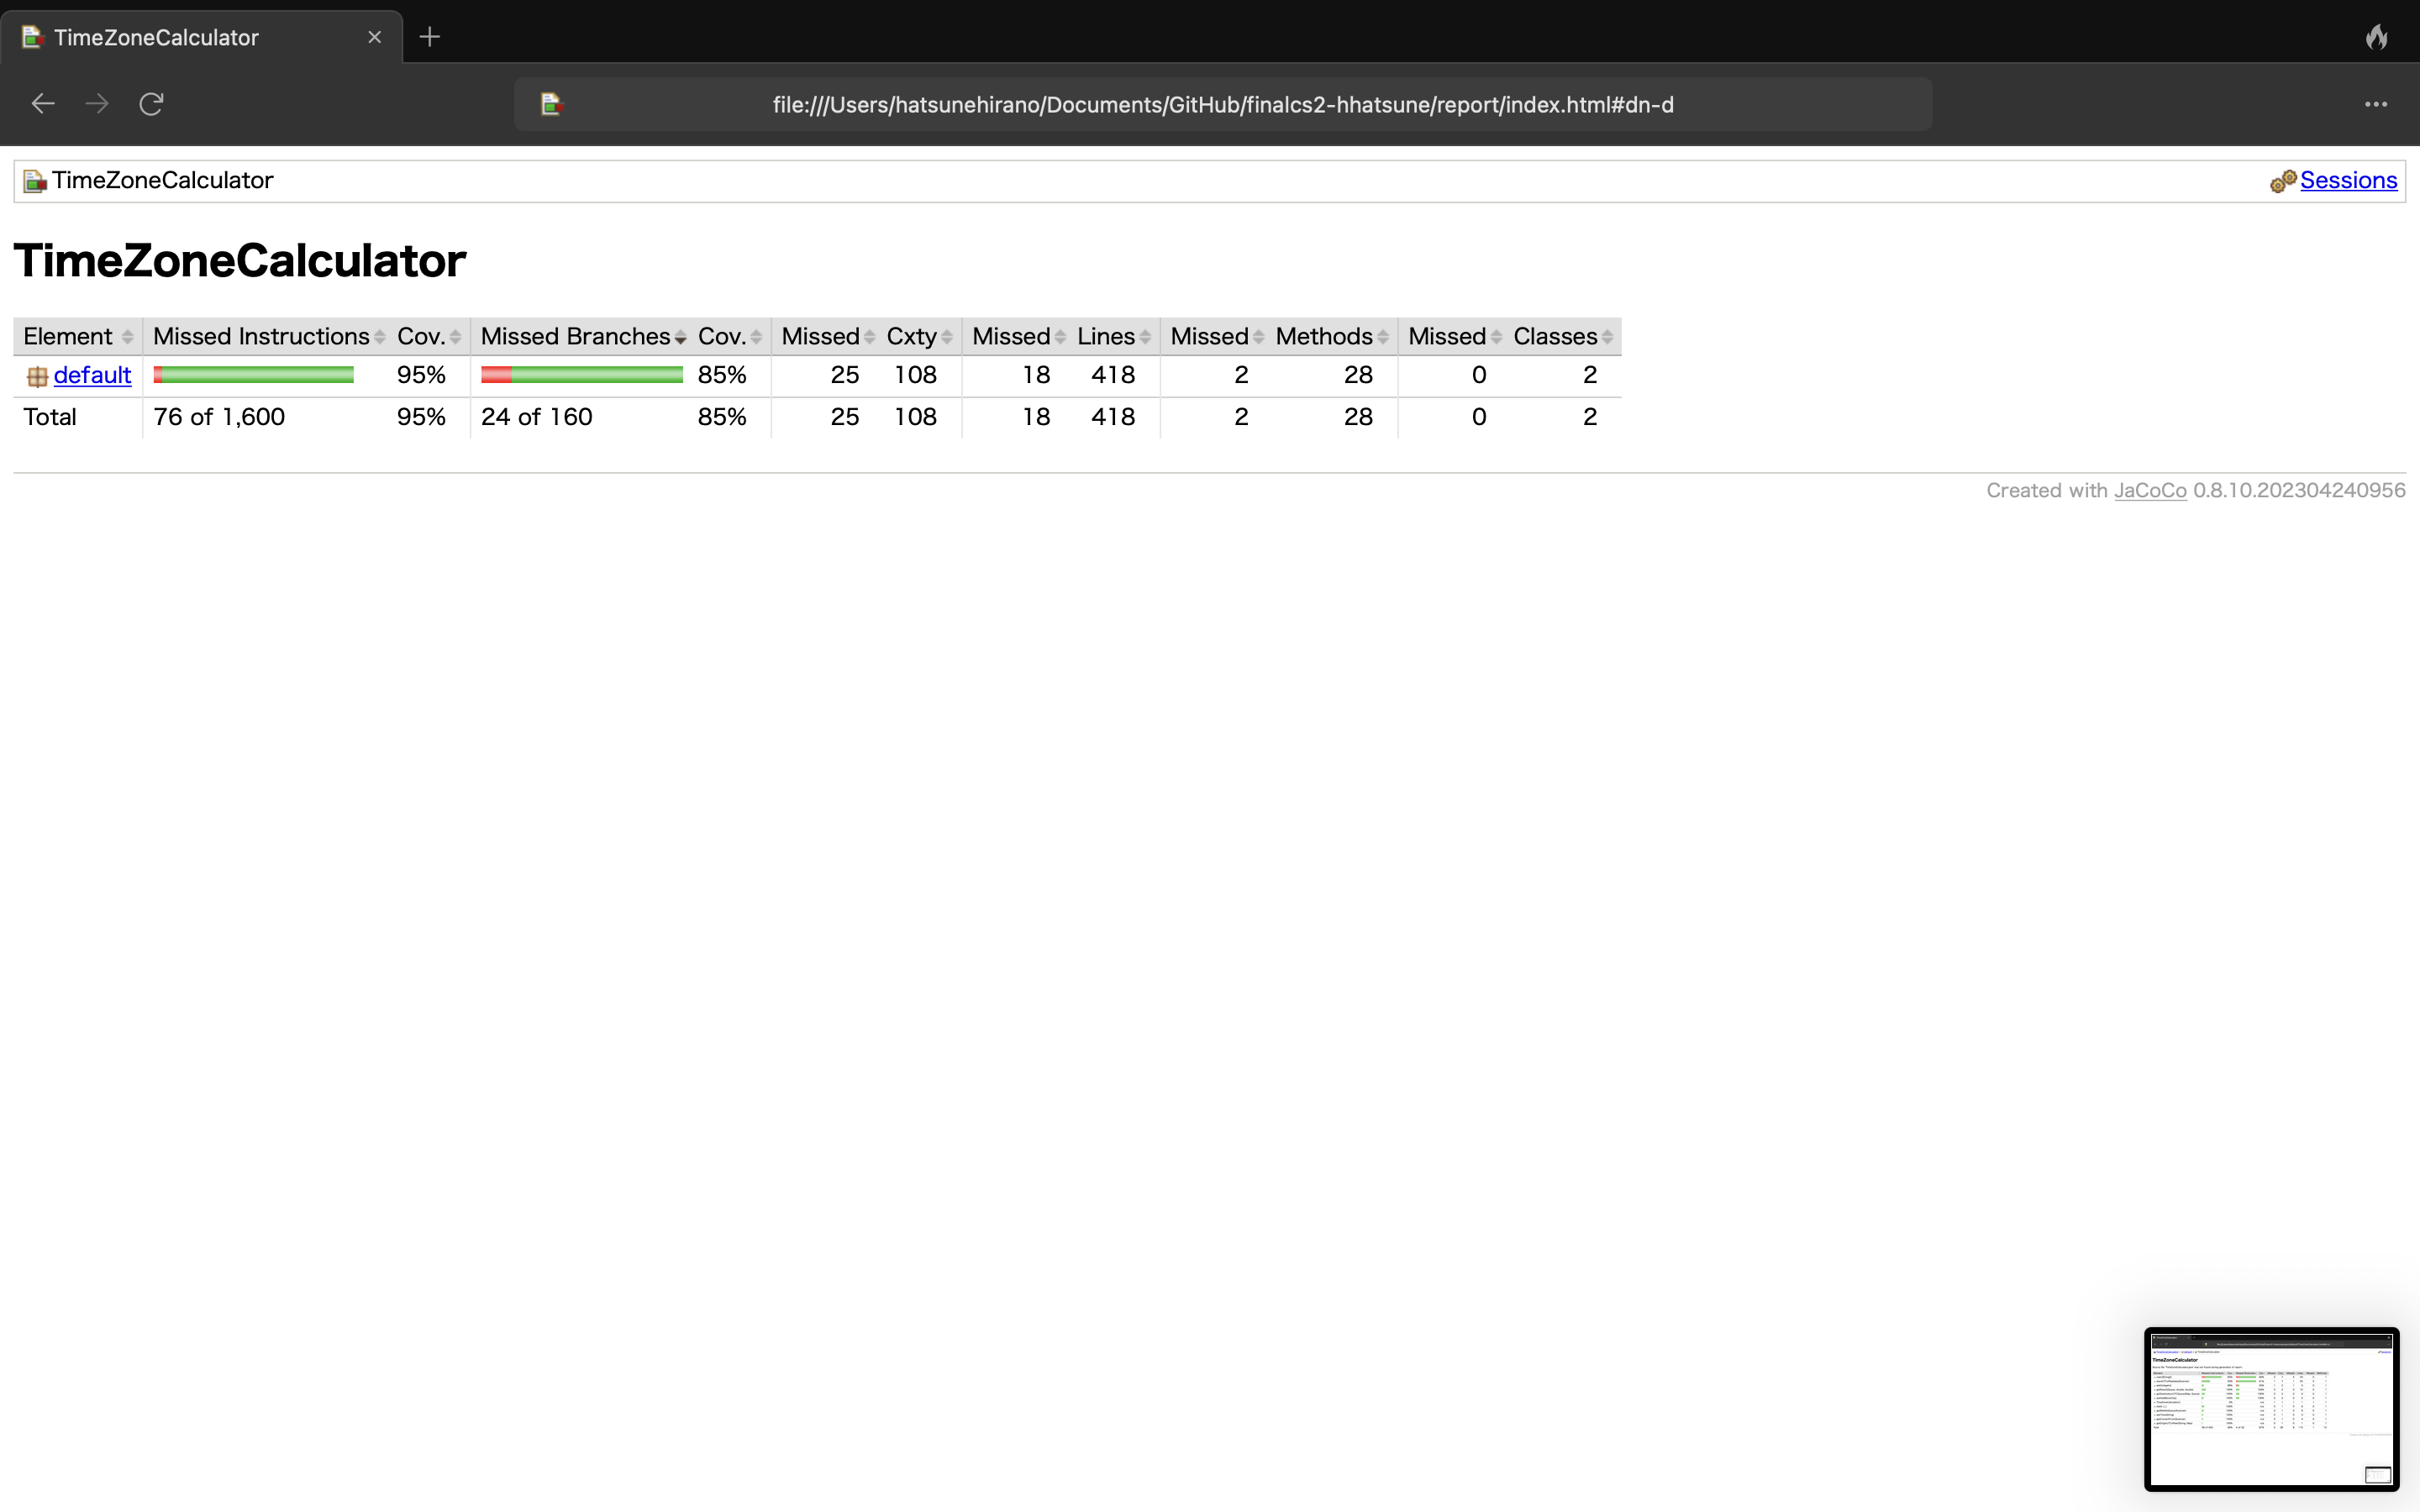 TimeZoneCalculator
file:///Users/hatsunehirano/Documents/GitHub/finalcs2-hhatsune/report/index.html#dn-d
TimeZoneCalculator Sessions
TimeZoneCalculator
Element Missed Instructions Cov. Missed Branches Cov. Missed Cxty Missed Lines Missed Methods Missed Classes
default 95% 85% 25 108 18 418 2 28 0 2
Total 76 of 1,600 95% 24 of 160 85% 25 108 18 418 2 28 0 2
Created with JaCoCo 0.8.10.202304240956
TimeZoneCalculator